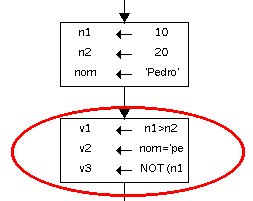 n1 ← 10
n2 ← 20
nom ← 'Pedro'
v1 ← n1>n2
v2 ← nom='pe
v3 ← NOT (n1